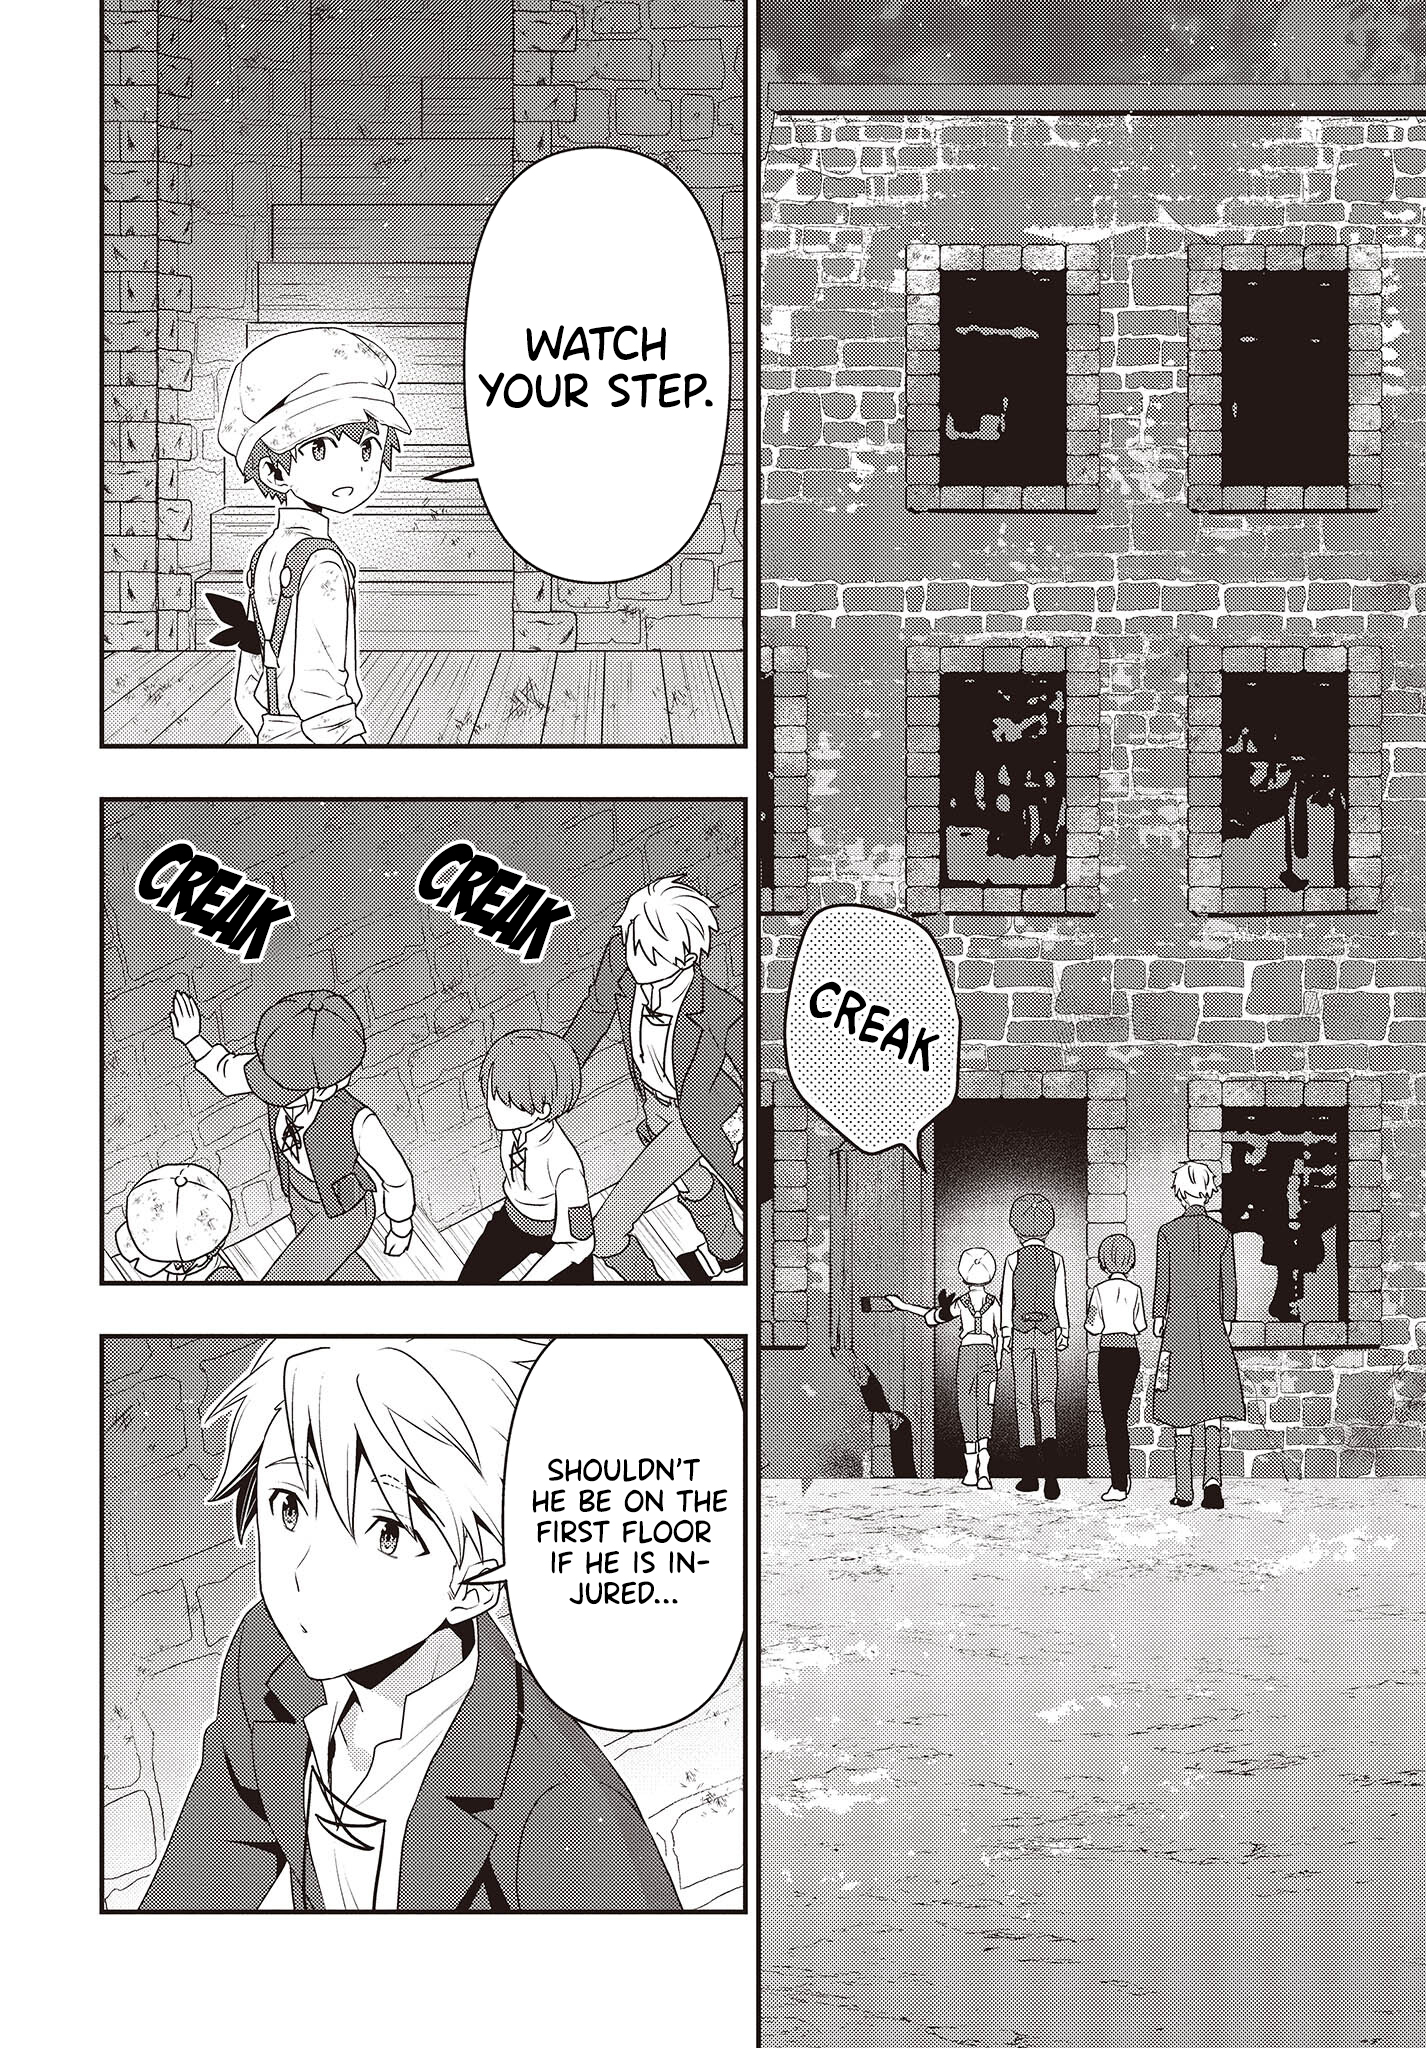 CREAK
WATCH
YOUR STEP.
CREAK
CREAK
SHOULDN'T
HE BE ON THE
FIRST FLOOR
IF HE IS IN-
JURED...